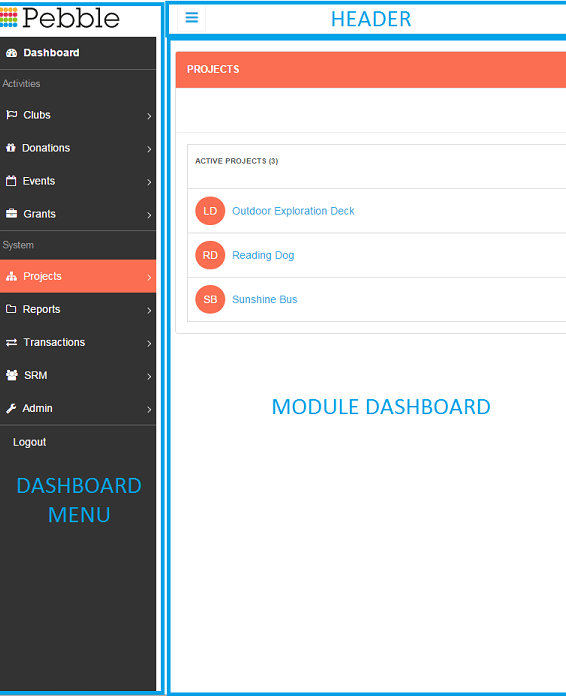 Pebble
Dashboard
Activities
Clubs
Donations
Events
Grants
System
Projects
Reports
Transactions
SRM
Admin
Logout
DASHBOARD
MENU
HEADER
PROJECTS
ACTIVE PROJECTS (3)
LD Outdoor Exploration Deck
RD Reading Dog
SB Sunshine Bus
MODULE DASHBOARD